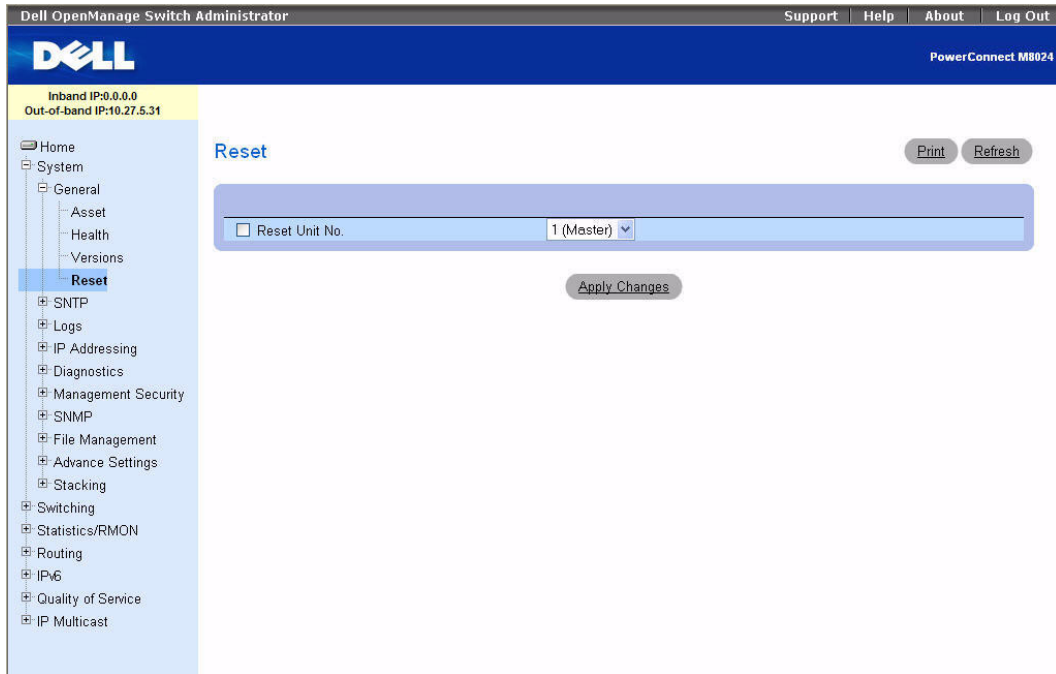 Dell OpenManage Switch Administrator
Support | Help | About | Log Out
DELL
PowerConnect M8024
Inband IP:0.0.0.0
Out-of-band IP:10.27.5.31
Home
System
General
Asset
Health
Versions
Reset
SNTP
Logs
IP Addressing
Diagnostics
Management Security
SNMP
File Management
Advance Settings
Stacking
Switching
Statistics/RMON
Routing
IPv6
Quality of Service
IP Multicast
Reset
Print Refresh
Reset Unit No. 1 (Master)
Apply Changes